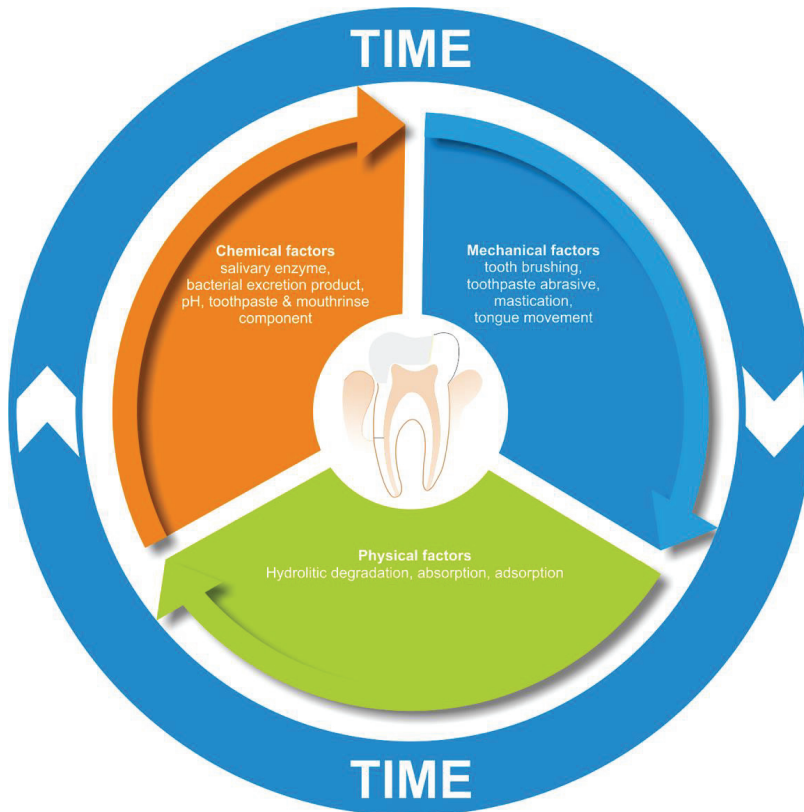 TIME
Chemical factors
salivary enzyme,
bacterial excretion product,
pH, toothpaste & mouthrinse
component
Mechanical factors
tooth brushing,
toothpaste abrasive,
mastication,
tongue movement
Physical factors
Hydrolitic degradation, absorption, adsorption
TIME